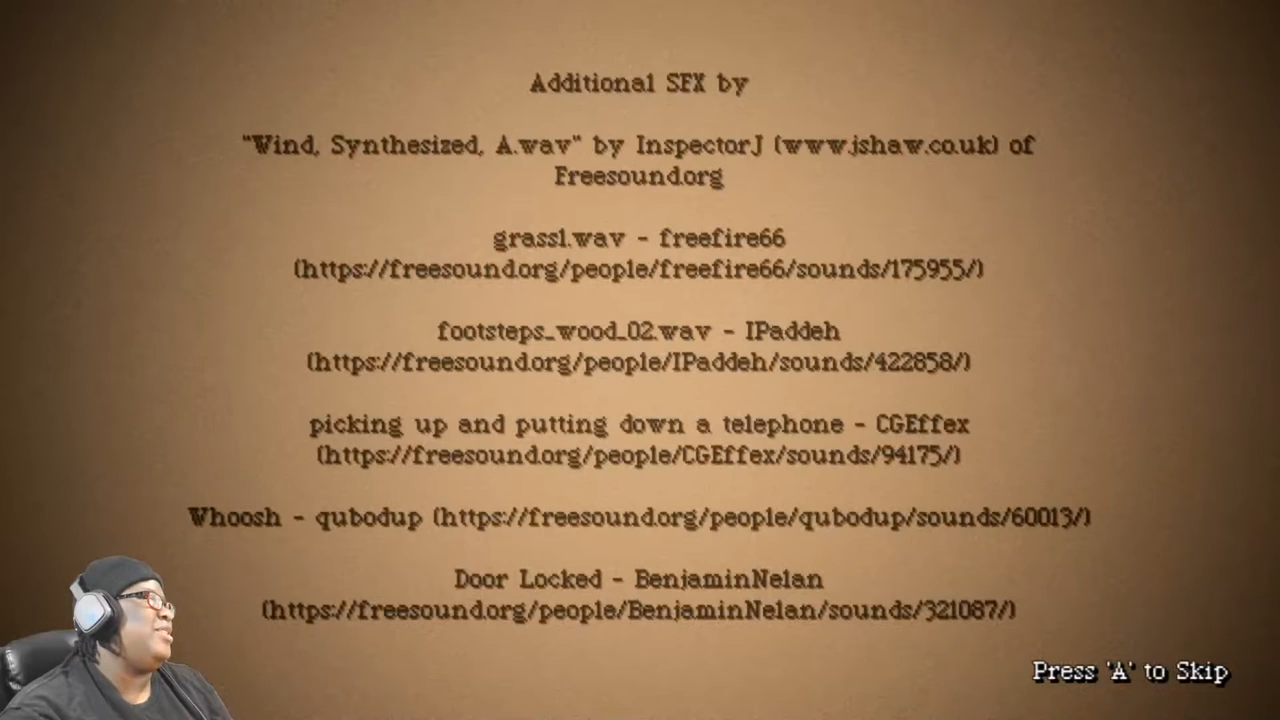 Additional SFX by
"Wind, Synthesized, A.wav" by InspectorJ (www.jshaw.co.uk) of
Freesound.org
grass1.wav - freefire66
(https://freesound.org/people/freefire66/sounds/175955/)
footsteps_wood_02.wav - IPaddeh
(https://freesound.org/people/IPaddeh/sounds/422858/)
picking up and putting down a telephone - CGEffex
(https://freesound.org/people/CGEffex/sounds/94175/)
Whoosh - qubodup (https://freesound.org/people/qubodup/sounds/60013/)
Door Locked - BenjaminNelan
(https://freesound.org/people/BenjaminNelan/sounds/321087/)
Press 'A' to Skip